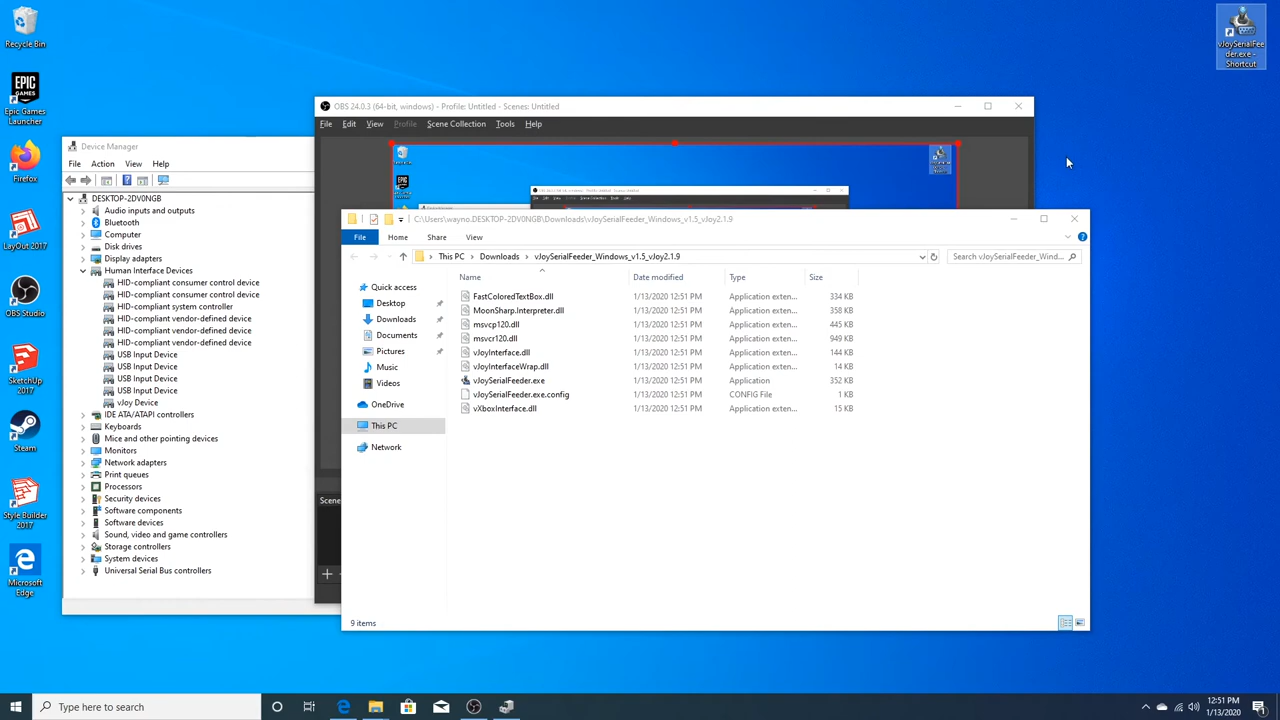 Recycle Bin
Epic Games
Launcher
Firefox
LayOut 2017
OBS Studio
SketchUp
2017
Steam
Style Builder
2017
Microsoft
Edge
vJoySerialFee
der.exe -
Shortcut
Device Manager
File Action View Help
DESKTOP-2DV0NGB
Audio inputs and outputs
Bluetooth
Computer
Disk drives
Display adapters
Human Interface Devices
HID-compliant consumer control device
HID-compliant consumer control device
HID-compliant system controller
HID-compliant vendor-defined device
HID-compliant vendor-defined device
HID-compliant vendor-defined device
USB Input Device
USB Input Device
USB Input Device
USB Input Device
vJoy Device
IDE ATA/ATAPI controllers
Keyboards
Mice and other pointing devices
Monitors
Network adapters
Print queues
Processors
Security devices
Software components
Software devices
Sound, video and game controllers
Storage controllers
System devices
Universal Serial Bus controllers
OBS 24.0.3 (64-bit, windows) - Profile: Untitled - Scenes: Untitled
File Edit View Profile Scene Collection Tools Help
Scene
C:\Users\wayno.DESKTOP-2DV0NGB\Downloads\vJoySerialFeeder_Windows_v1.5_vJoy2.1.9
File Home Share View
This PC > Downloads > vJoySerialFeeder_Windows_v1.5_vJoy2.1.9
Search vJoySerialFeeder_Wind...
Quick access
Desktop
Downloads
Documents
Pictures
Music
Videos
OneDrive
This PC
Network
Name Date modified Type Size
FastColoredTextBox.dll 1/13/2020 12:51 PM Application exten... 334 KB
MoonSharp.Interpreter.dll 1/13/2020 12:51 PM Application exten... 358 KB
msvcp120.dll 1/13/2020 12:51 PM Application exten... 445 KB
msvcr120.dll 1/13/2020 12:51 PM Application exten... 949 KB
vJoyInterface.dll 1/13/2020 12:51 PM Application exten... 144 KB
vJoyInterfaceWrap.dll 1/13/2020 12:51 PM Application exten... 14 KB
vJoySerialFeeder.exe 1/13/2020 12:51 PM Application 352 KB
vJoySerialFeeder.exe.config 1/13/2020 12:51 PM CONFIG File 1 KB
vXboxInterface.dll 1/13/2020 12:51 PM Application exten... 15 KB
9 items
Type here to search
12:51 PM
1/13/2020